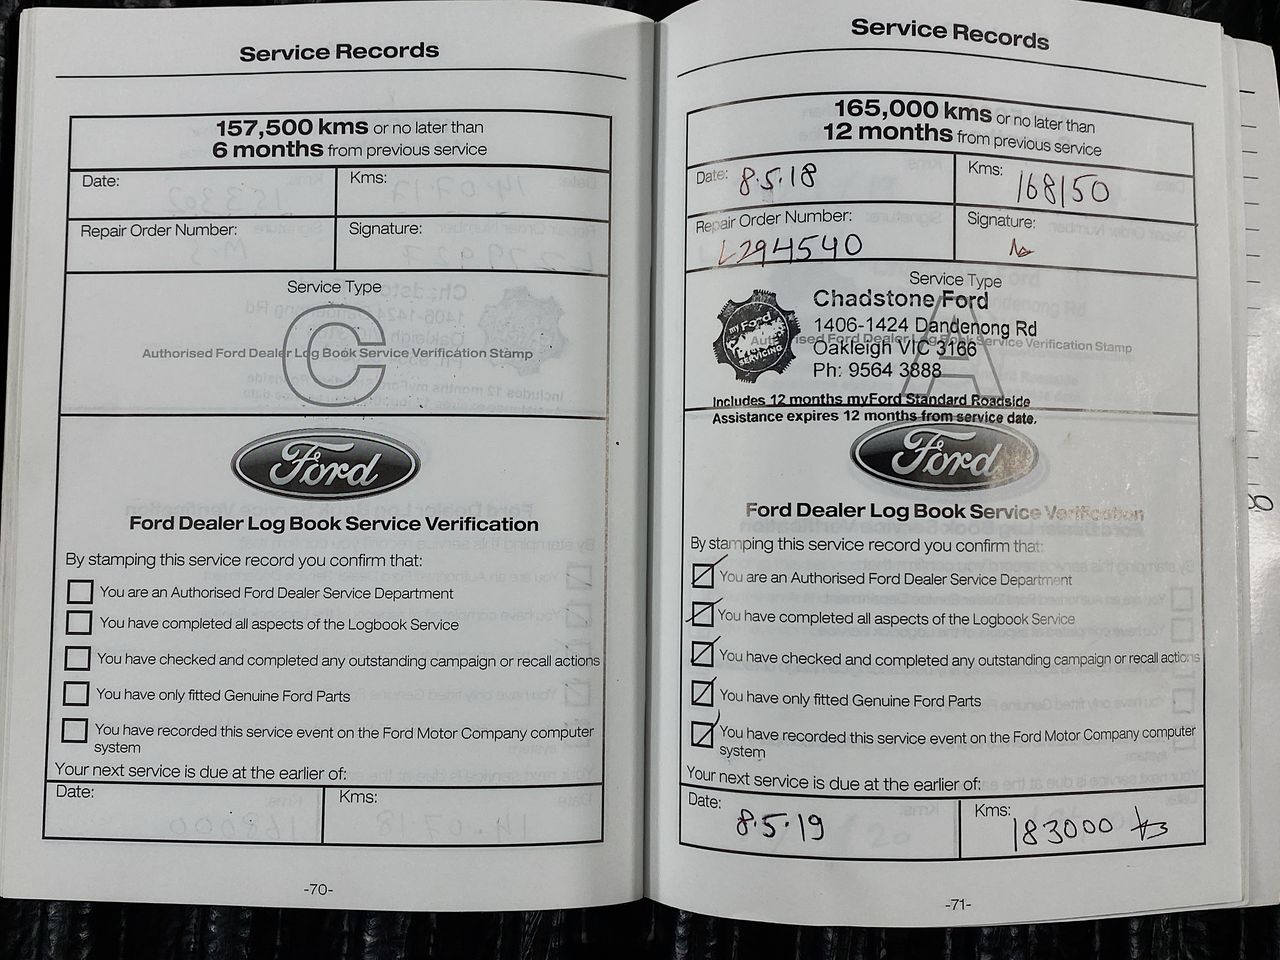 Service Records
157,500 kms or no later than
6 months from previous service
Date:
Kms:
Repair Order Number:
Signature:
Service Type
C
Authorised Ford Dealer Log Book Service Verification Stamp
Ford
Ford Dealer Log Book Service Verification
By stamping this service record you confirm that:
You are an Authorised Ford Dealer Service Department
You have completed all aspects of the Logbook Service
You have checked and completed any outstanding campaign or recall actions
You have only fitted Genuine Ford Parts
You have recorded this service event on the Ford Motor Company computer
system
Your next service is due at the earlier of:
Date:
Kms:
-70-
Service Records
165,000 kms or no later than
12 months from previous service
Date: 8.5.18
Kms: 168150
Repair Order Number:
L294540
Signature:
Service Type
A
my Ford
SERVICING
Chadstone Ford
1406-1424 Dandenong Rd
Authorised Ford Dealer Log Book Service Verification Stamp
Oakleigh VIC 3166
Ph: 9564 3888
Includes 12 months myFord Standard Roadside
Assistance expires 12 months from service date.
Ford
Ford Dealer Log Book Service Verification
By stamping this service record you confirm that:
You are an Authorised Ford Dealer Service Department
You have completed all aspects of the Logbook Service
You have checked and completed any outstanding campaign or recall actions
You have only fitted Genuine Ford Parts
You have recorded this service event on the Ford Motor Company computer
system
Your next service is due at the earlier of:
Date: 8.5.19
Kms: 183000
-71-